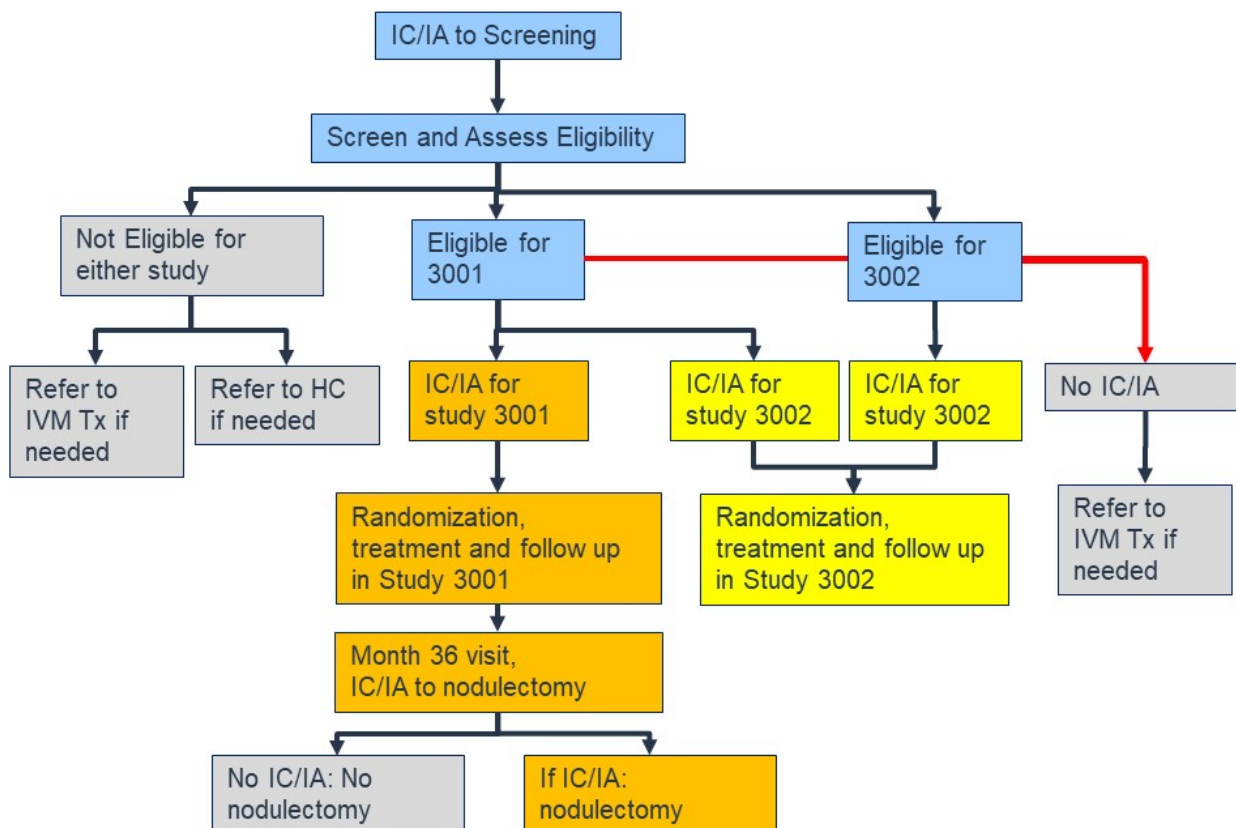 IC/IA to Screening
Screen and Assess Eligibility
Not Eligible for
either study
Eligible for
3001
Eligible for
3002
Refer to
IVM Tx if
needed
Refer to HC
if needed
IC/IA for
study 3001
IC/IA for
study 3002
IC/IA for
study 3002
No IC/IA
Randomization,
treatment and follow up
in Study 3001
Randomization,
treatment and follow up
in Study 3002
Refer to
IVM Tx if
needed
Month 36 visit,
IC/IA to nodulectomy
No IC/IA: No
nodulectomy
If IC/IA:
nodulectomy